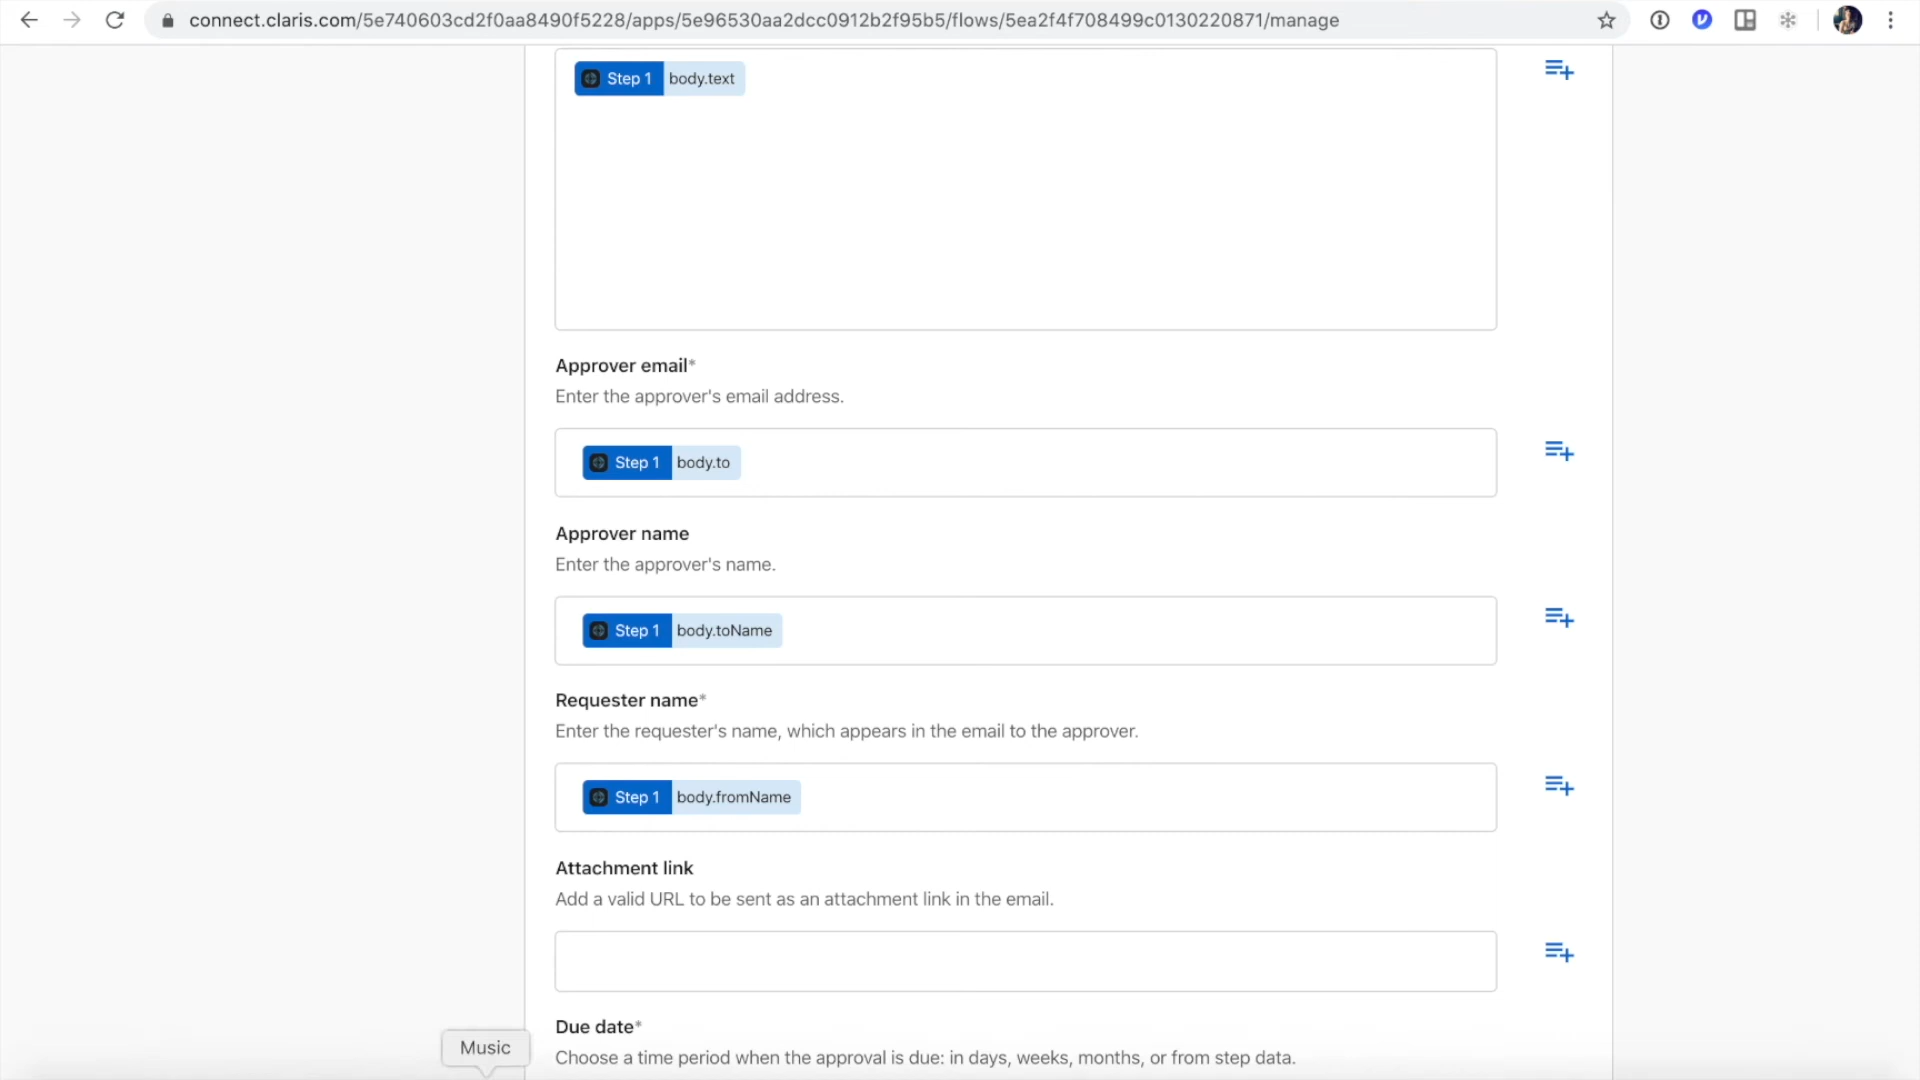 connect.claris.com/5e740603cd2f0aa8490f5228/apps/5e96530aa2dcc0912b2f95b5/flows/5ea2f4f708499c0130220871/manage
Step 1 body.text
Approver email*
Enter the approver's email address.
Step 1 body.to
Approver name
Enter the approver's name.
Step 1 body.toName
Requester name*
Enter the requester's name, which appears in the email to the approver.
Step 1 body.fromName
Attachment link
Add a valid URL to be sent as an attachment link in the email.
Due date*
Music
Choose a time period when the approval is due: in days, weeks, months, or from step data.